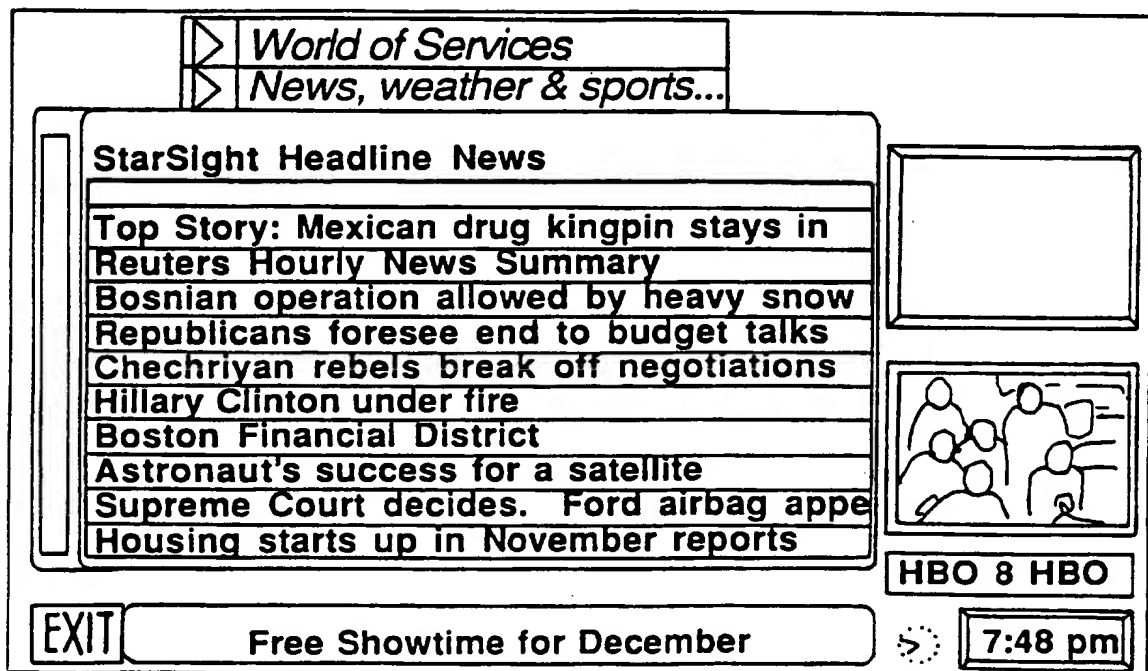 World of Services
News, weather & sports...
StarSight Headline News
Top Story: Mexican drug kingpin stays in
Reuters Hourly News Summary
Bosnian operation allowed by heavy snow
Republicans foresee end to budget talks
Chechriyan rebels break off negotiations
Hillary Clinton under fire
Boston Financial District
Astronaut's success for a satellite
Supreme Court decides. Ford airbag appe
Housing starts up in November reports
HBO 8 HBO
EXIT
Free Showtime for December
7:48 pm